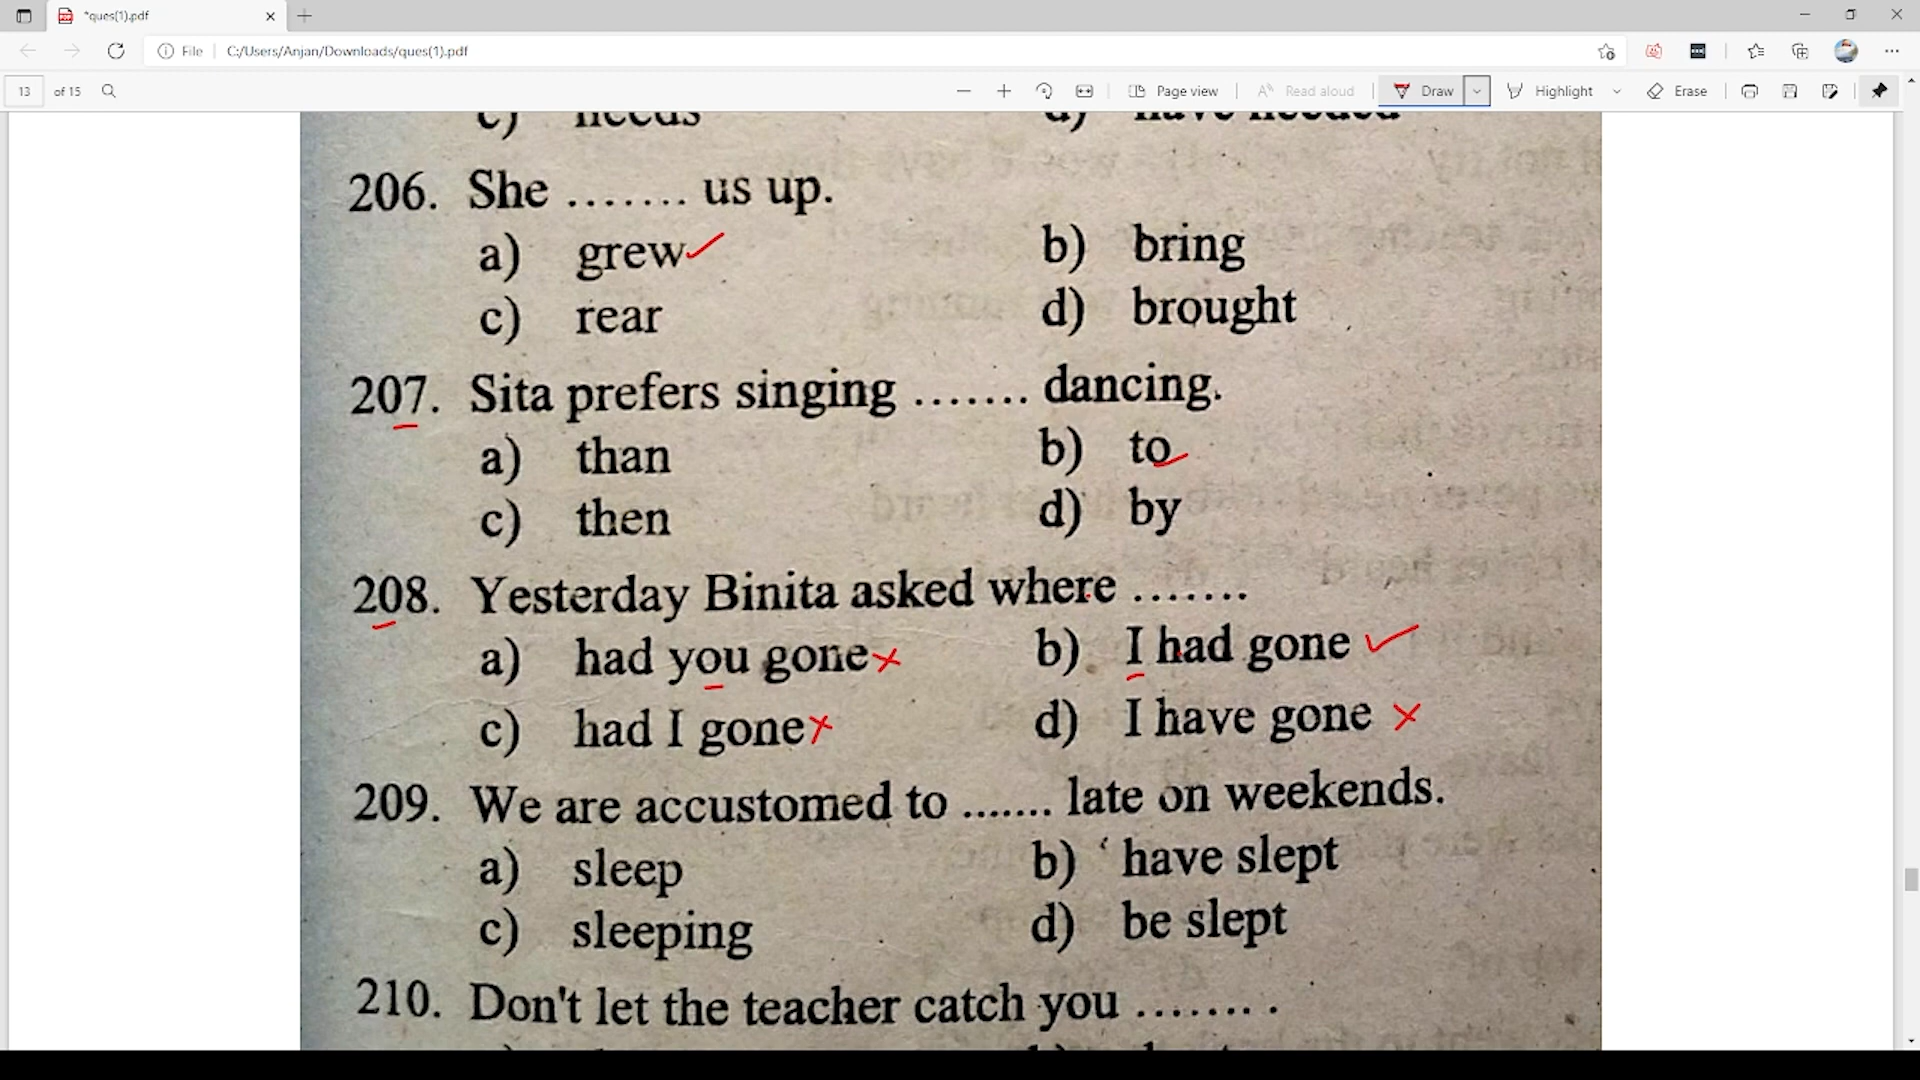 *ques(1).pdf
File C:/Users/Anjan/Downloads/ques(1).pdf
13 of 15 Page view Read aloud Draw Highlight Erase
c) needs d) have needed
206. She ....... us up.
a) grew b) bring
c) rear d) brought
207. Sita prefers singing ....... dancing.
a) than b) to
c) then d) by
208. Yesterday Binita asked where .......
a) had you gone b) I had gone
c) had I gone d) I have gone
209. We are accustomed to ....... late on weekends.
a) sleep b) have slept
c) sleeping d) be slept
210. Don't let the teacher catch you ........